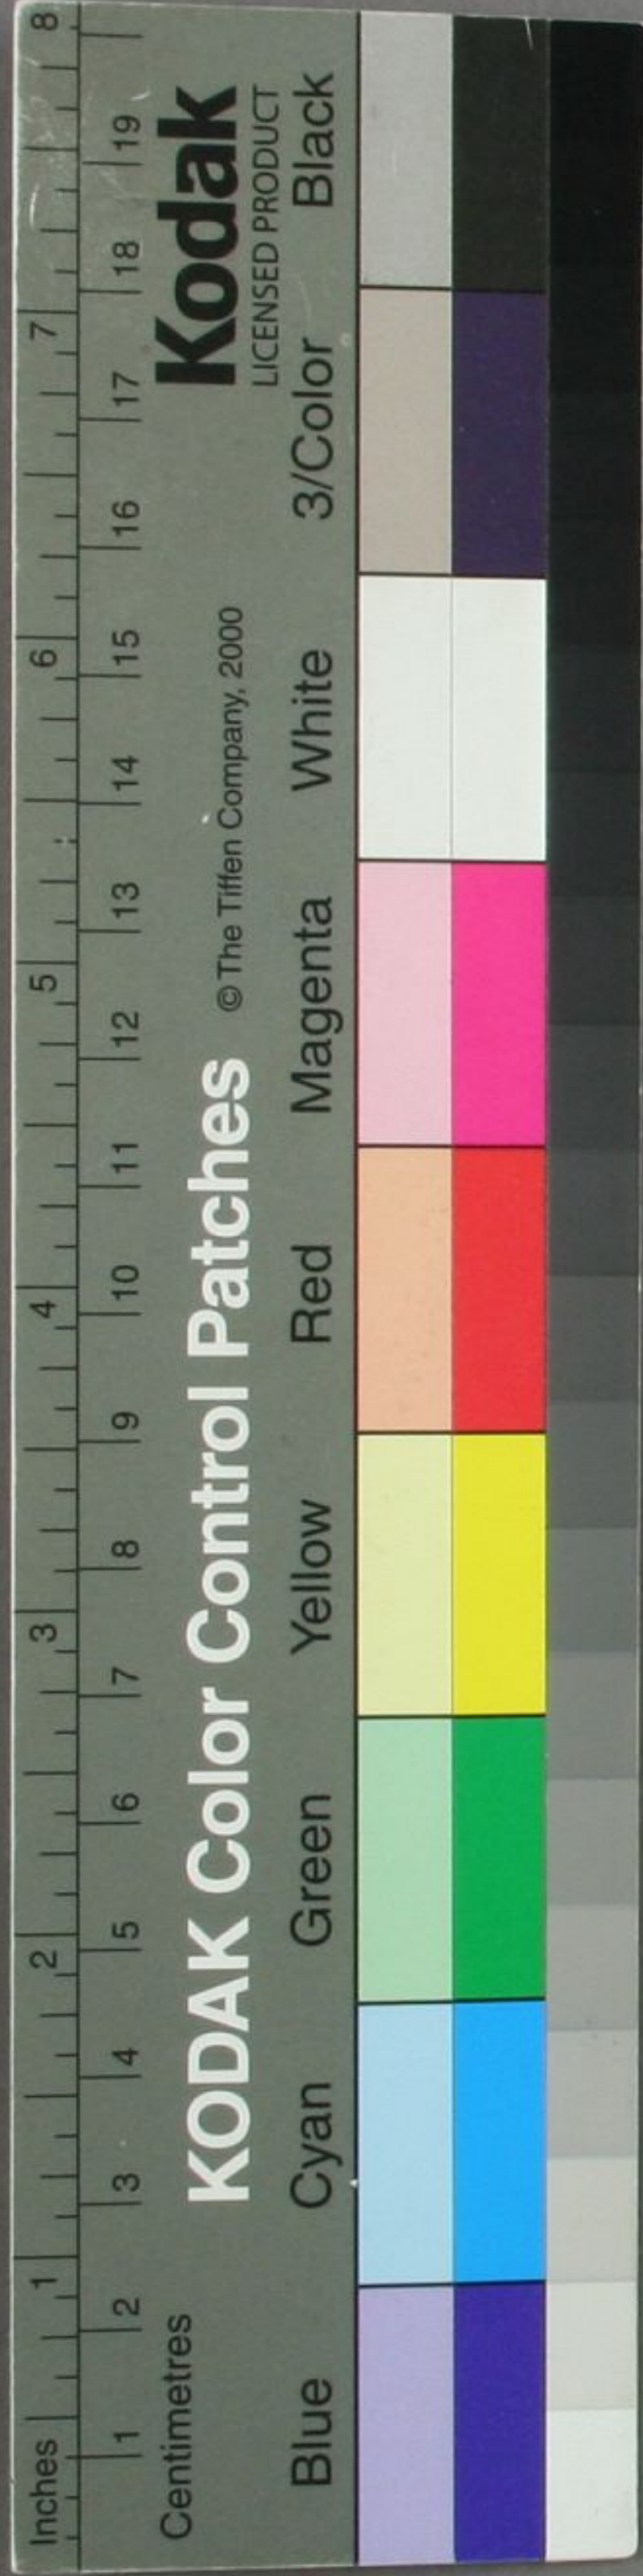 Inches 1 2 3 4 5 6 7 8
1 2 3 4 5 6 7 8 9 10 11 12 13 14 15 16 17 18 19
Centimetres
KODAK Color Control Patches © The Tiffen Company, 2000
Kodak
LICENSED PRODUCT
Blue Cyan Green Yellow Red Magenta White 3/Color Black